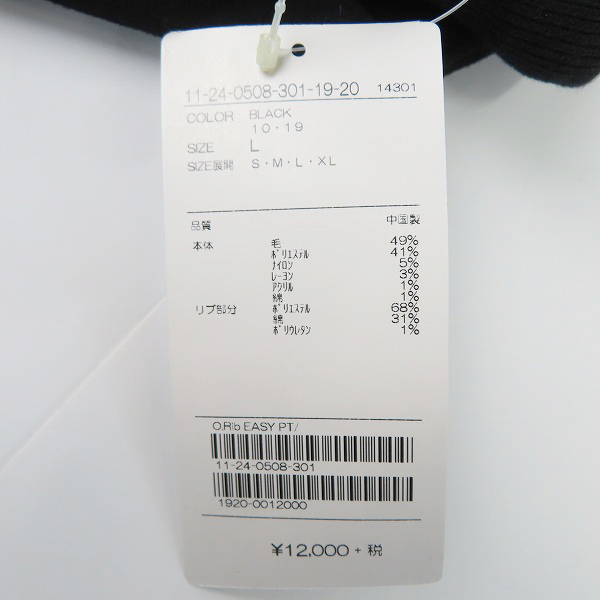 11-24-0508-301-19-20 14301
COLOR BLACK
10・19
SIZE L
SIZE展開 S・M・L・XL
品質 中国製
本体 毛 49%
ﾎﾟﾘｴｽﾃﾙ 41%
ﾅｲﾛﾝ 5%
ﾚｰﾖﾝ 3%
ｱｸﾘﾙ 1%
綿 1%
リブ部分 ﾎﾟﾘｴｽﾃﾙ 68%
綿 31%
ﾎﾟﾘｳﾚﾀﾝ 1%
O.Rib EASY PT/
11-24-0508-301
1920-0012000
¥12,000 + 税